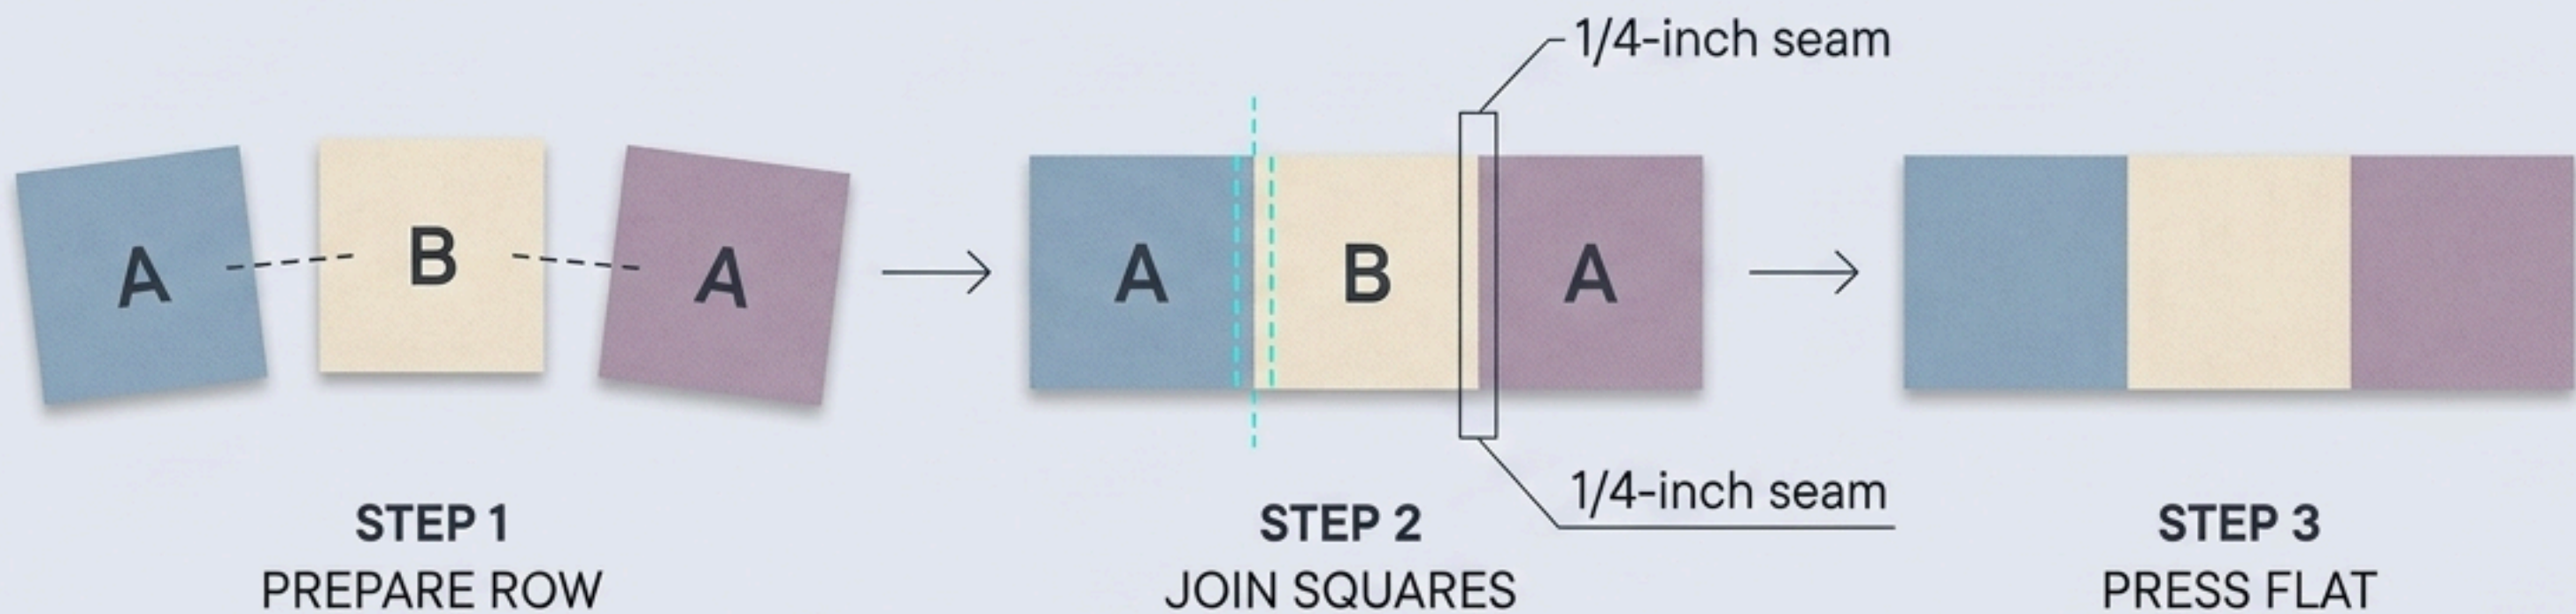 A
B
A
STEP 1
PREPARE ROW
1/4-inch seam
A
B
A
1/4-inch seam
STEP 2
JOIN SQUARES
STEP 3
PRESS FLAT